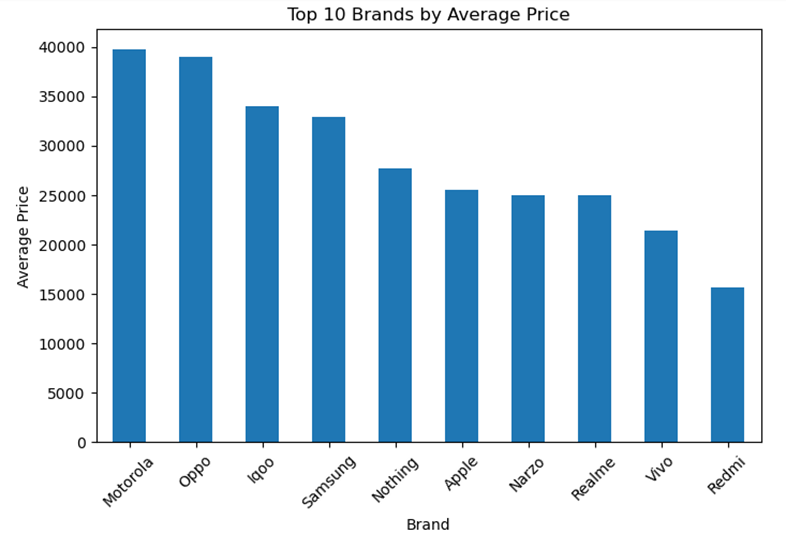 Top 10 Brands by Average Price
40000
35000
30000
25000
20000
15000
10000
5000
0
Average Price
Motorola
Oppo
Iqoo
Samsung
Nothing
Apple
Narzo
Realme
Vivo
Redmi
Brand